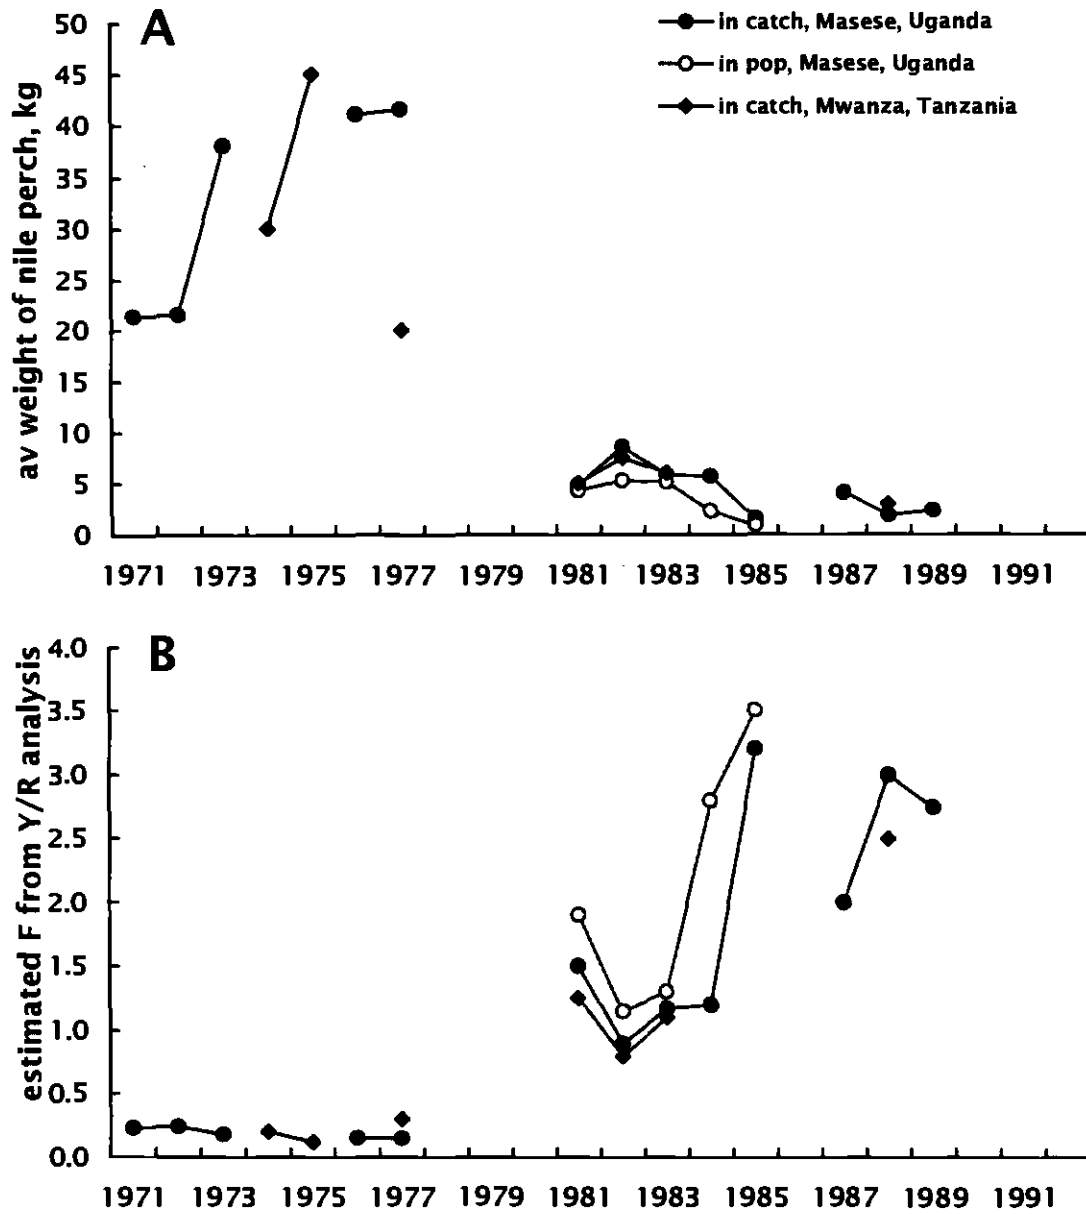 A
in catch, Masese, Uganda
in pop, Masese, Uganda
in catch, Mwanza, Tanzania
av weight of nile perch, kg
50
45
40
35
30
25
20
15
10
5
0
1971 1973 1975 1977 1979 1981 1983 1985 1987 1989 1991
B
estimated F from Y/R analysis
4.0
3.5
3.0
2.5
2.0
1.5
1.0
0.5
0.0
1971 1973 1975 1977 1979 1981 1983 1985 1987 1989 1991